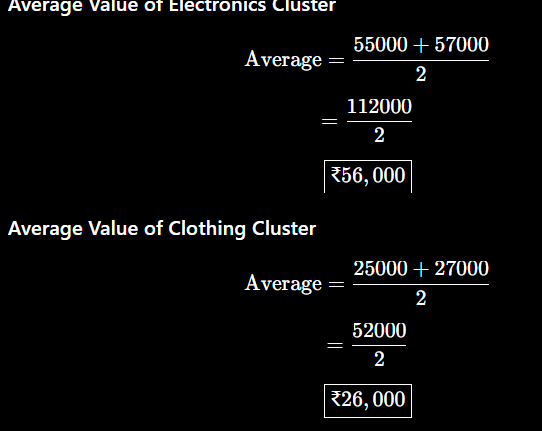 Average Value of Electronics Cluster
Average = (55000 + 57000) / 2
= 112000 / 2
₹56, 000
Average Value of Clothing Cluster
Average = (25000 + 27000) / 2
= 52000 / 2
₹26, 000